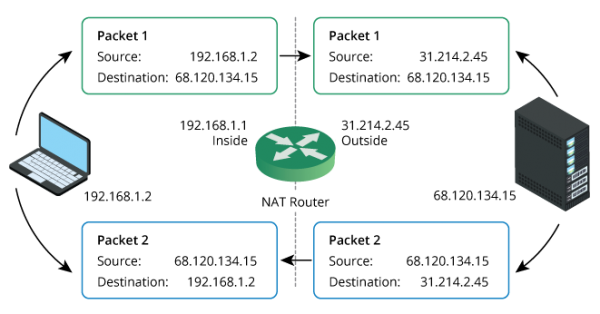 Packet 1
Source: 192.168.1.2
Destination: 68.120.134.15
Packet 1
Source: 31.214.2.45
Destination: 68.120.134.15
192.168.1.1
Inside
31.214.2.45
Outside
192.168.1.2
NAT Router
68.120.134.15
Packet 2
Source: 68.120.134.15
Destination: 192.168.1.2
Packet 2
Source: 68.120.134.15
Destination: 31.214.2.45